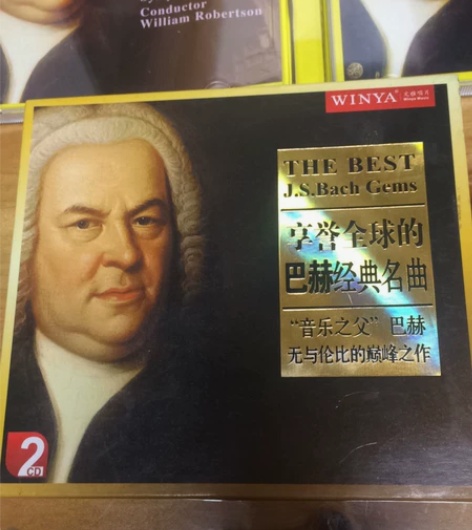 Conductor
William Robertson
WINYA®
THE BEST
J.S.Bach Gems
享誉全球的
巴赫经典名曲
“音乐之父”巴赫
无与伦比的巅峰之作
2
CD